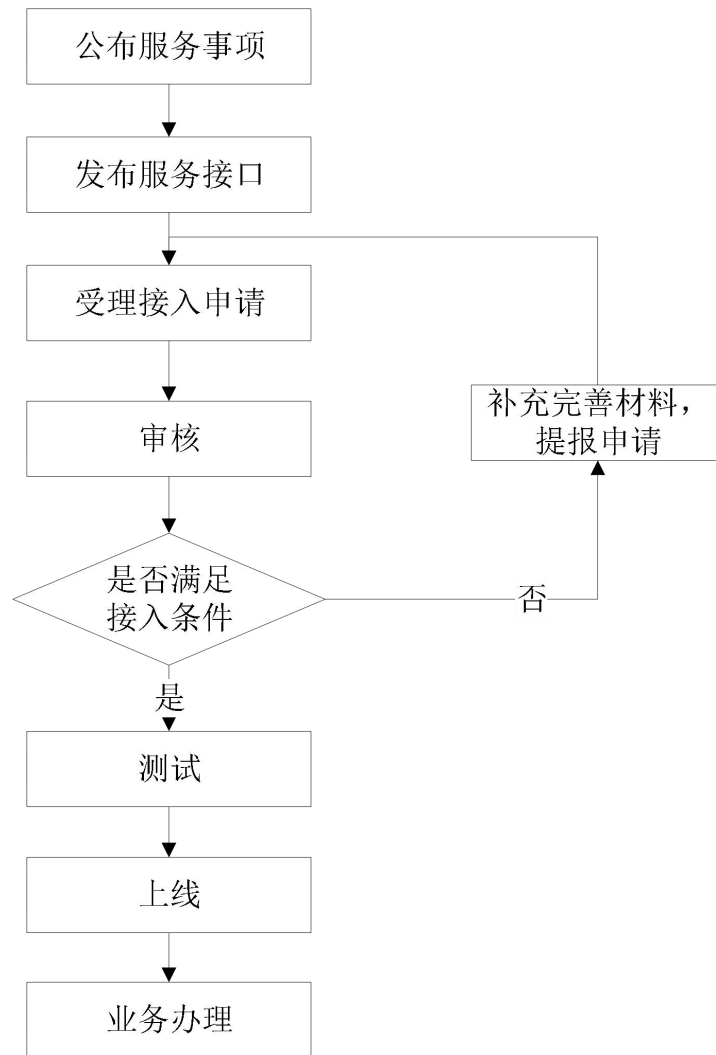 公布服务事项
发布服务接口
受理接入申请
审核
补充完善材料，
提报申请
是否满足
接入条件
否
是
测试
上线
业务办理